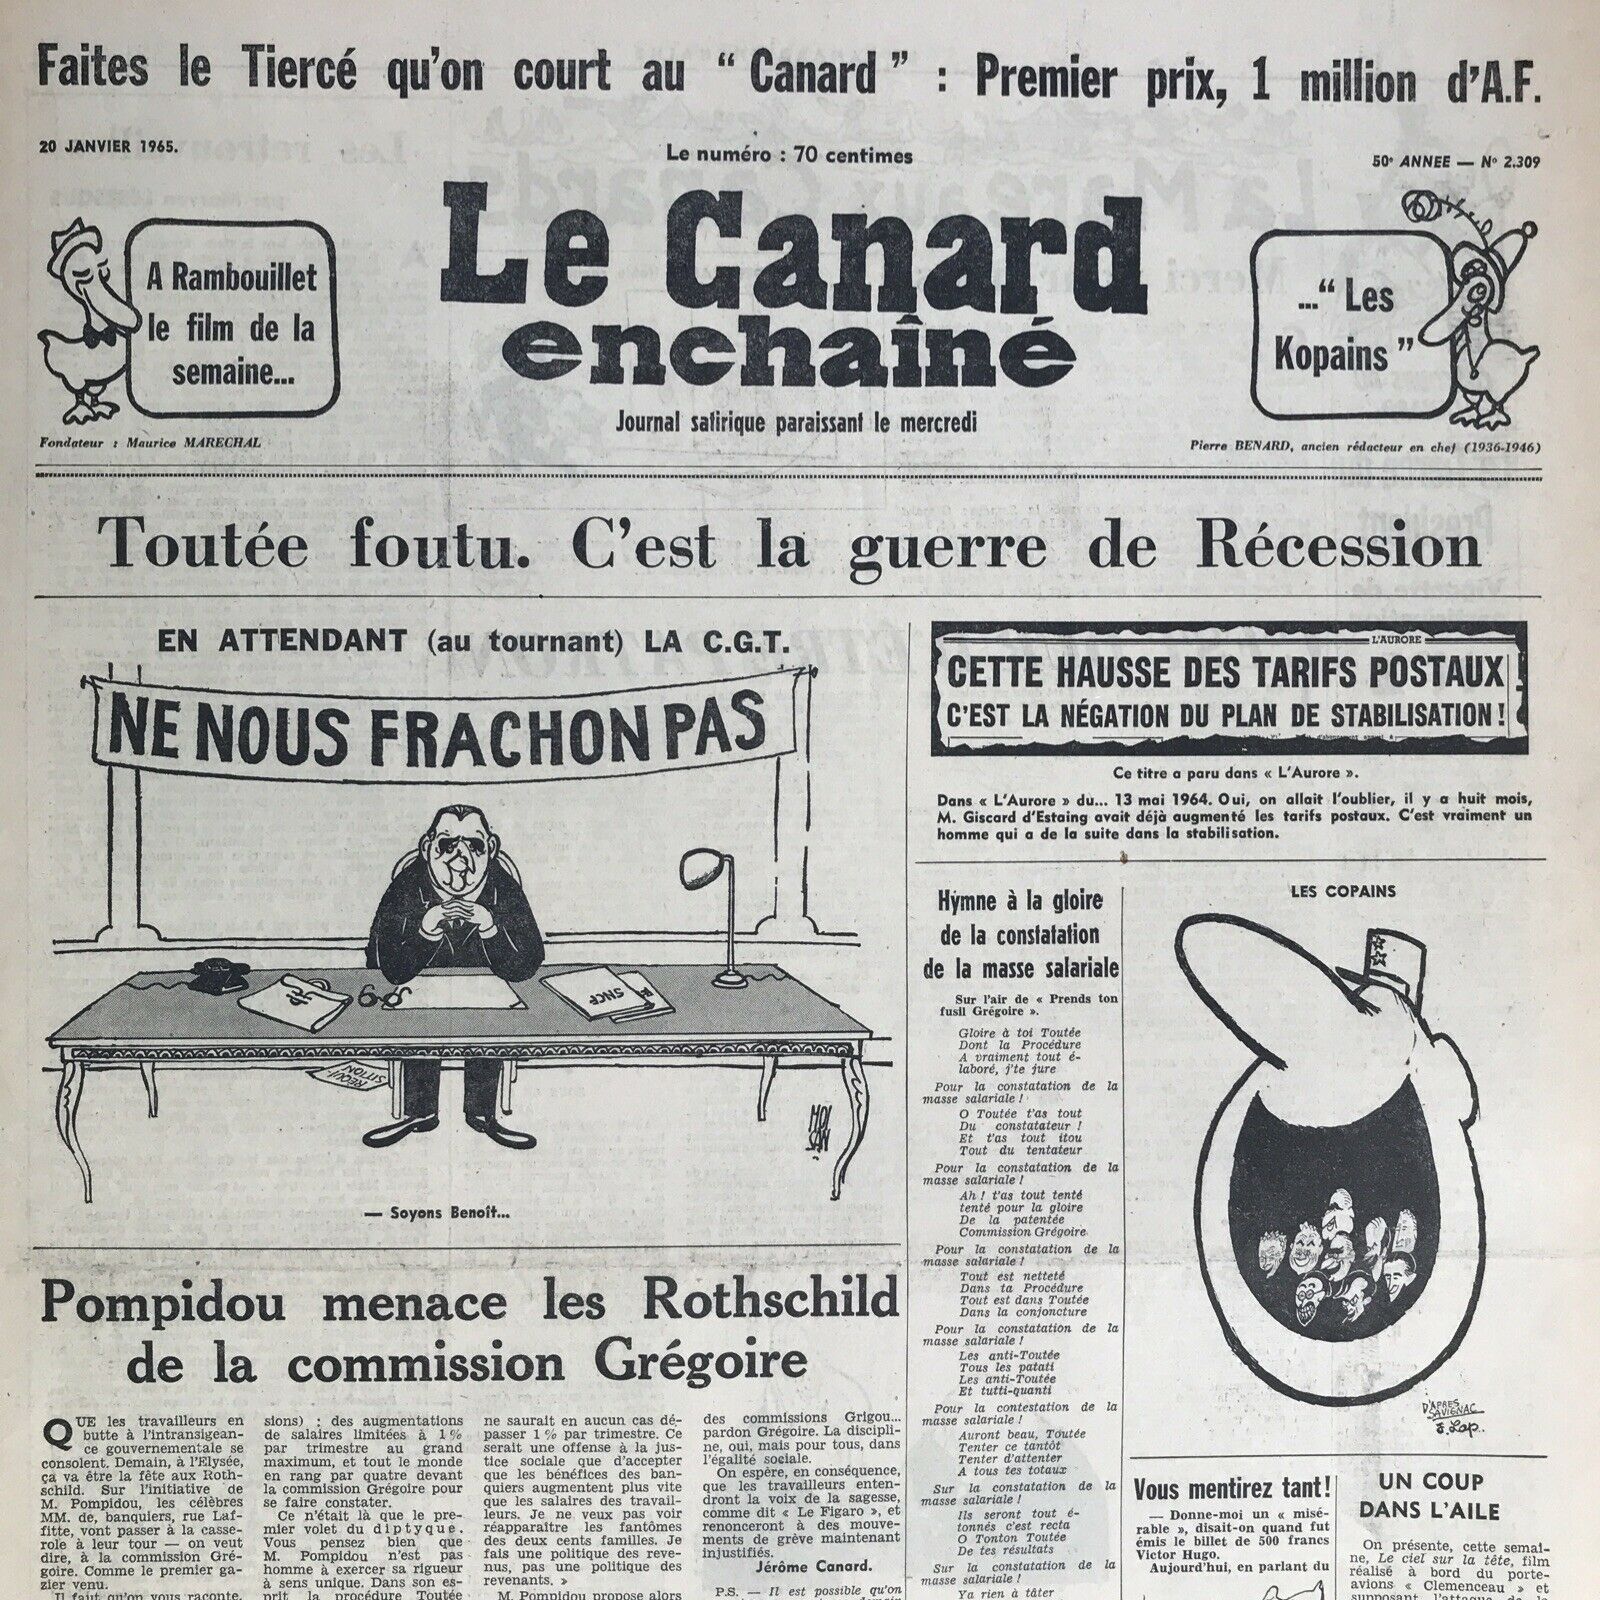 Faites le Tiercé qu'on court au “ Canard ” : Premier prix, 1 million d'A.F.
20 JANVIER 1965.
Le numéro : 70 centimes
50e ANNEE — No 2.309
Le Canard
enchaîné
Journal satirique paraissant le mercredi
A Rambouillet
le film de la
semaine...
...“ Les
Kopains ”
Fondateur : Maurice MARECHAL
Pierre BENARD, ancien rédacteur en chef (1936-1946)
Toutée foutu. C'est la guerre de Récession
EN ATTENDANT (au tournant) LA C.G.T.
NE NOUS FRACHON PAS
SNCF
REQUI-
SITION
MOI
SAN
— Soyons Benoît...
L'AURORE
CETTE HAUSSE DES TARIFS POSTAUX
C'EST LA NÉGATION DU PLAN DE STABILISATION !
Ce titre a paru dans « L'Aurore ».
Dans « L'Aurore » du... 13 mai 1964. Oui, on allait l'oublier, il y a huit mois,
M. Giscard d'Estaing avait déjà augmenté les tarifs postaux. C'est vraiment un
homme qui a de la suite dans la stabilisation.
Pompidou menace les Rothschild
de la commission Grégoire
QUE les travailleurs en
butte à l'intransigean-
ce gouvernementale se
consolent. Demain, à l'Elysée,
ça va être la fête aux Roth-
schild. Sur l'initiative de
M. Pompidou, les célèbres
MM. de, banquiers, rue Laf-
fitte, vont passer à la casse-
role à leur tour — on veut
dire, à la commission Gré-
goire. Comme le premier ga-
zier venu.
Il faut qu'on vous raconte.
sions) : des augmentations
de salaires limitées à 1 %
par trimestre au grand
maximum, et tout le monde
en rang par quatre devant
la commission Grégoire pour
se faire constater.
Ce n'était là que le pre-
mier volet du diptyque.
Vous pensez bien que
M. Pompidou n'est pas
homme à exercer sa rigueur
à sens unique. Dans son es-
prit la procédure Toutée
ne saurait en aucun cas dé-
passer 1 % par trimestre. Ce
serait une offense à la jus-
tice sociale que d'accepter
que les bénéfices des ban-
quiers augmentent plus vite
que les salaires des travail-
leurs. Je ne veux pas voir
réapparaître les fantômes
des deux cents familles. Je
fais une politique des reve-
nus, pas une politique des
revenants. »
M. Pompidou propose alors
des commissions Grigou...
pardon Grégoire. La discipli-
ne, oui, mais pour tous, dans
l'égalité sociale.
On espère, en conséquence,
que les travailleurs enten-
dront la voix de la sagesse,
comme dit « Le Figaro », et
renonceront à des mouve-
ments de grève maintenant
injustifiés.
Jérôme Canard.
P.S. — Il est possible qu'on
Hymne à la gloire
de la constatation
de la masse salariale
Sur l'air de « Prends ton
fusil Grégoire ».
Gloire à toi Toutée
Dont la Procédure
A vraiment tout é-
laboré, j'te jure
Pour la constatation de la
masse salariale !
O Toutée t'as tout
Du constatateur !
Et t'as tout itou
Tout du tentateur
Pour la constatation de la
masse salariale !
Ah ! t'as tout tenté
tenté pour la gloire
De la patentée
Commission Grégoire
Pour la constatation de la
masse salariale !
Tout est netteté
Dans ta Procédure
Tout est dans Toutée
Dans la conjoncture
Pour la constatation de la
masse salariale !
Les anti-Toutée
Tous les patati
Les anti-Toutée
Et tutti-quanti
Pour la contestation de la
masse salariale !
Auront beau, Toutée
Tenter ce tantôt
Tenter d'attenter
A tous tes totaux
Sur la constatation de la
masse salariale !
Ils seront tout é-
tonnés c'est recta
O Tonton Toutée
De tes résultats
Sur la constatation de la
masse salariale !
Ya rien à tâter
LES COPAINS
D'APRES
SAVIGNAC
J. Lap..
Vous mentirez tant !
— Donne-moi un « misé-
rable », disait-on quand fut
émis le billet de 500 francs
Victor Hugo.
Aujourd'hui, en parlant du
UN COUP
DANS L'AILE
On présente, cette semai-
ne, Le ciel sur la tête, film
réalisé à bord du porte-
avions « Clemenceau » et
supposant l'attaque de la